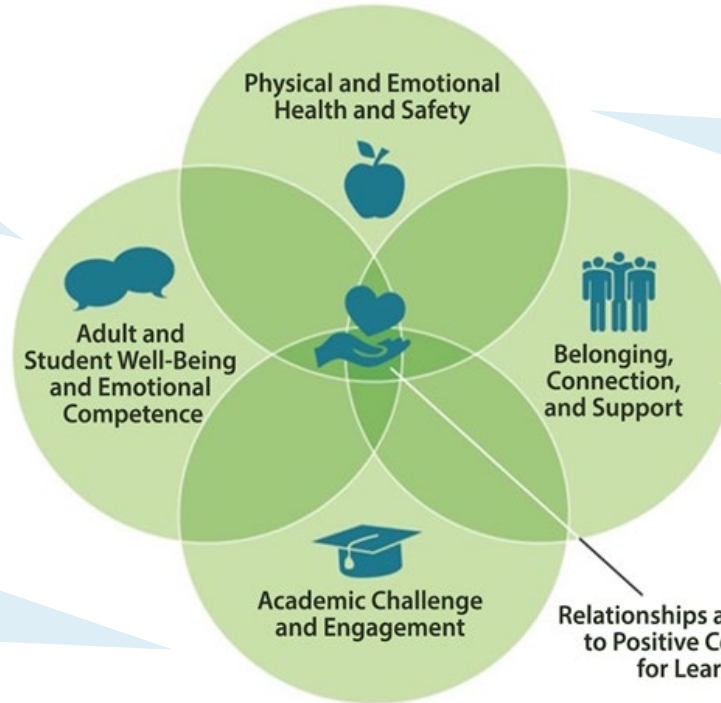 Physical and Emotional
Health and Safety
Adult and
Student Well-Being
and Emotional
Competence
Belonging,
Connection,
and Support
Academic Challenge
and Engagement
Relationships
to Positive
for